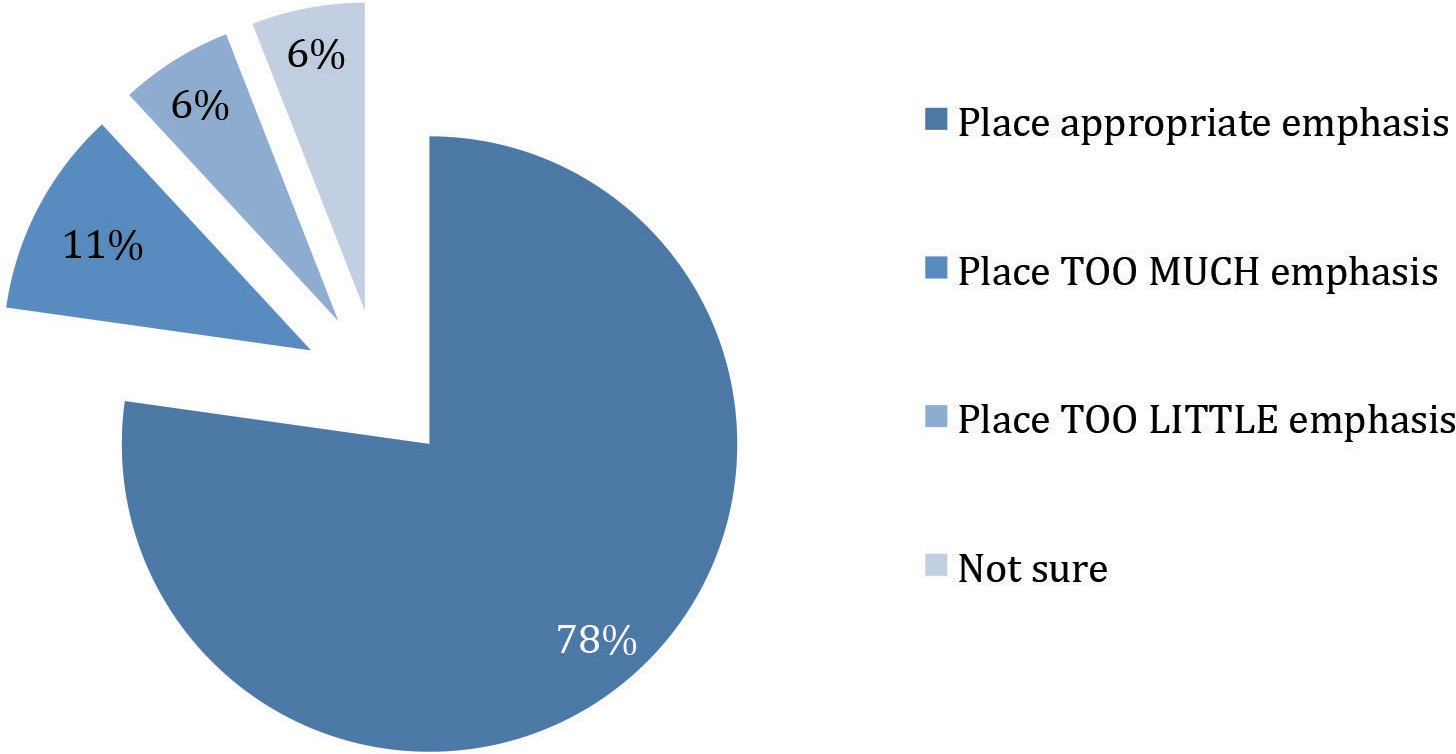 6%
6%
11%
78%
Place appropriate emphasis
Place TOO MUCH emphasis
Place TOO LITTLE emphasis
Not sure